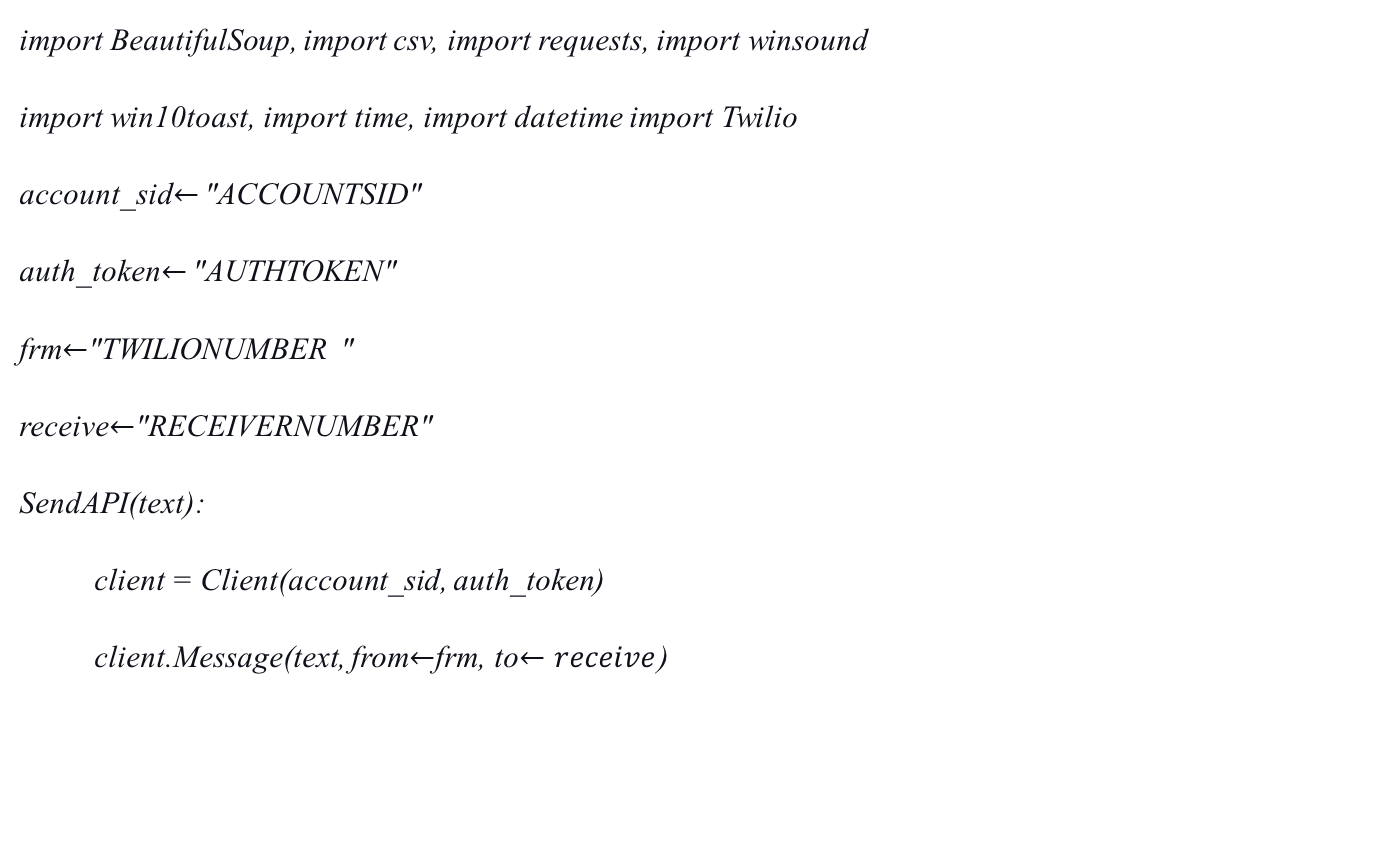 import BeautifulSoup, import csv, import requests, import winsound
import win10toast, import time, import datetime import Twilio
account_sid← "ACCOUNTSID"
auth_token← "AUTHTOKEN"
frm←"TWILIONUMBER  "
receive←"RECEIVERNUMBER"
SendAPI(text):
client = Client(account_sid, auth_token)
client.Message(text, from←frm, to← receive)